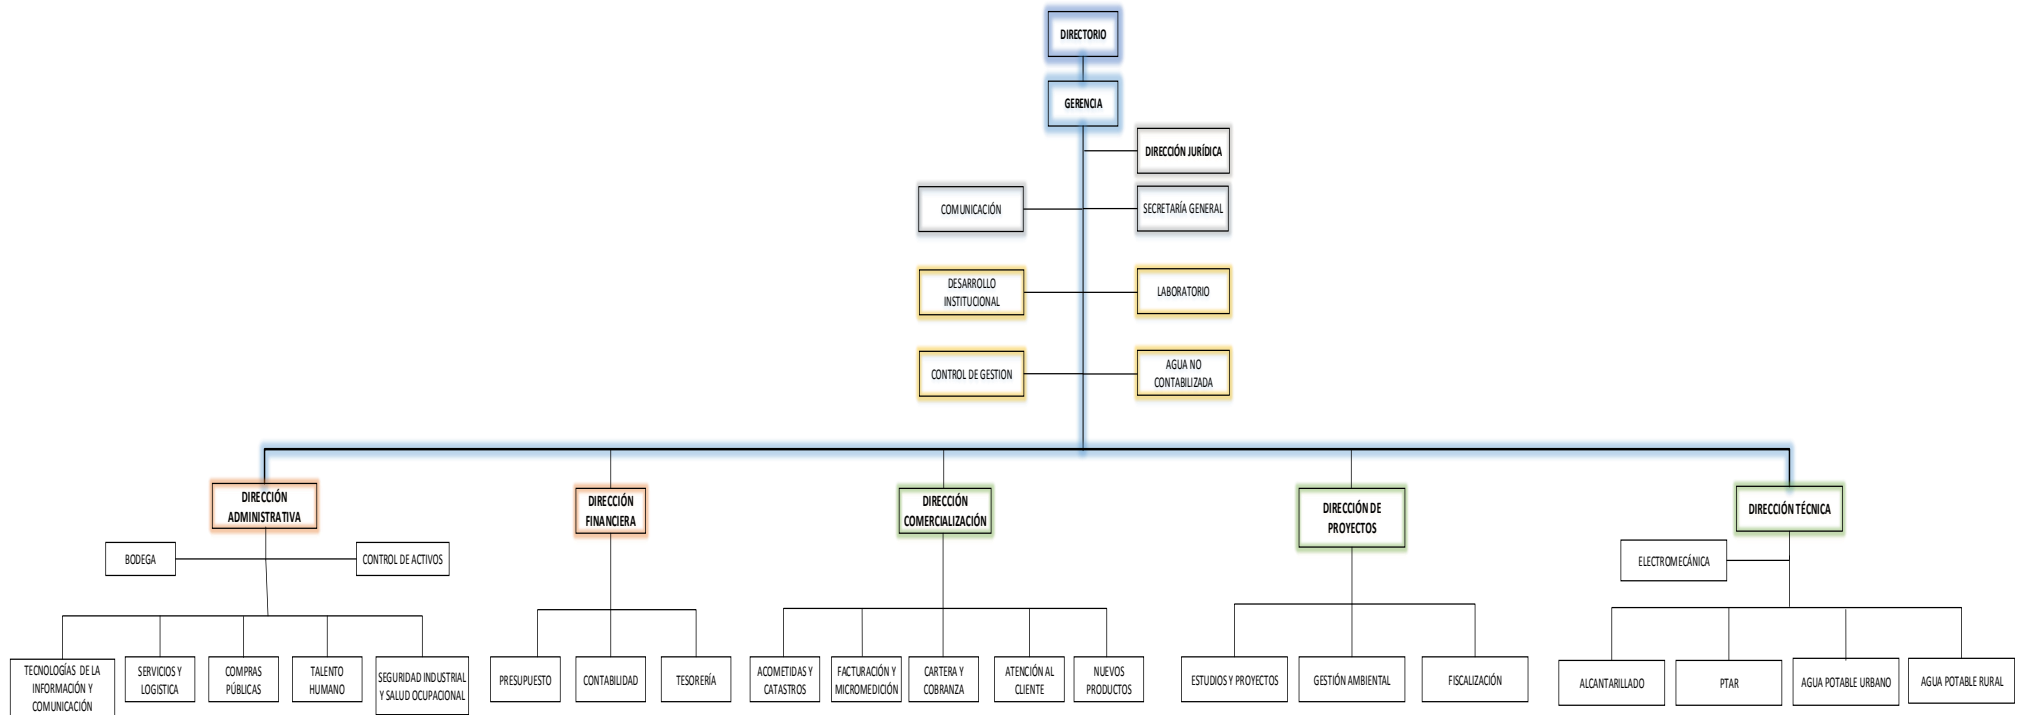 DIRECTORIO
GERENCIA
DIRECCIÓN JURÍDICA
COMUNICACIÓN
SECRETARÍA GENERAL
DESARROLLO
INSTITUCIONAL
LABORATORIO
CONTROL DE GESTION
AGUA NO
CONTABILIZADA
DIRECCIÓN
ADMINISTRATIVA
DIRECCIÓN
FINANCIERA
DIRECCIÓN
COMERCIALIZACIÓN
DIRECCIÓN DE
PROYECTOS
DIRECCIÓN TÉCNICA
BODEGA
CONTROL DE ACTIVOS
ELECTROMECÁNICA
TECNOLOGÍAS DE LA
INFORMACIÓN Y
COMUNICACIÓN
SERVICIOS Y
LOGISTICA
COMPRAS
PÚBLICAS
TALENTO
HUMANO
SEGURIDAD INDUSTRIAL
Y SALUD OCUPACIONAL
PRESUPUESTO
CONTABILIDAD
TESORERÍA
ACOMETIDAS Y
CATASTROS
FACTURACIÓN Y
MICROMEDICIÓN
CARTERA Y
COBRANZA
ATENCIÓN AL
CLIENTE
NUEVOS
PRODUCTOS
ESTUDIOS Y PROYECTOS
GESTIÓN AMBIENTAL
FISCALIZACIÓN
ALCANTARILLADO
PTAR
AGUA POTABLE URBANO
AGUA POTABLE RURAL